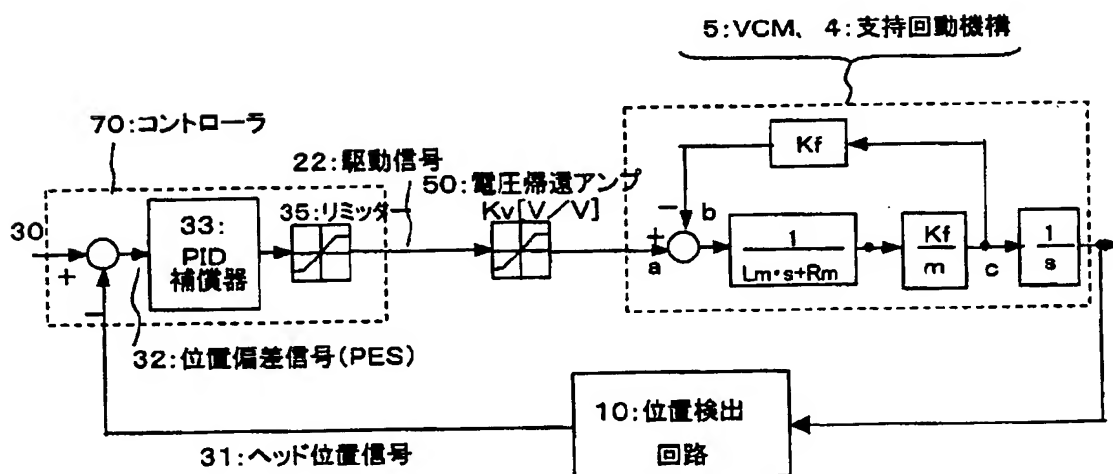 5:VCM、4:支持回動機構
70:コントローラ
22:駆動信号
50:電圧帰還アンプ
Kv[V/V]
35:リミッター
Kf
30
33:
PID
補償器
+
−
+
−
a
b
1
Lm・s+Rm
Kf
m
c
1
s
32:位置偏差信号(PES)
10:位置検出
回路
31:ヘッド位置信号